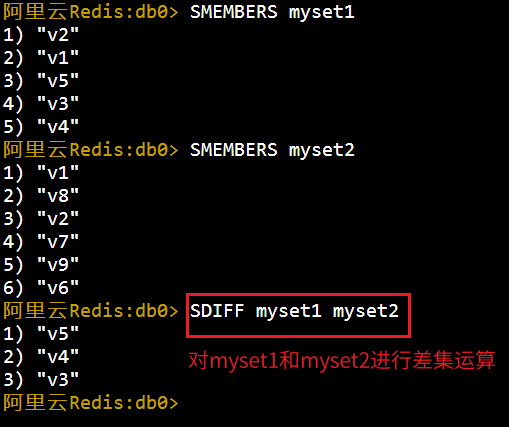 阿里云Redis:db0> SMEMBERS myset1
1) "v2"
2) "v1"
3) "v5"
4) "v3"
5) "v4"
阿里云Redis:db0> SMEMBERS myset2
1) "v1"
2) "v8"
3) "v2"
4) "v7"
5) "v9"
6) "v6"
阿里云Redis:db0> SDIFF myset1 myset2
1) "v5"
2) "v4"
对myset1和myset2进行差集运算
3) "v3"
阿里云Redis:db0>